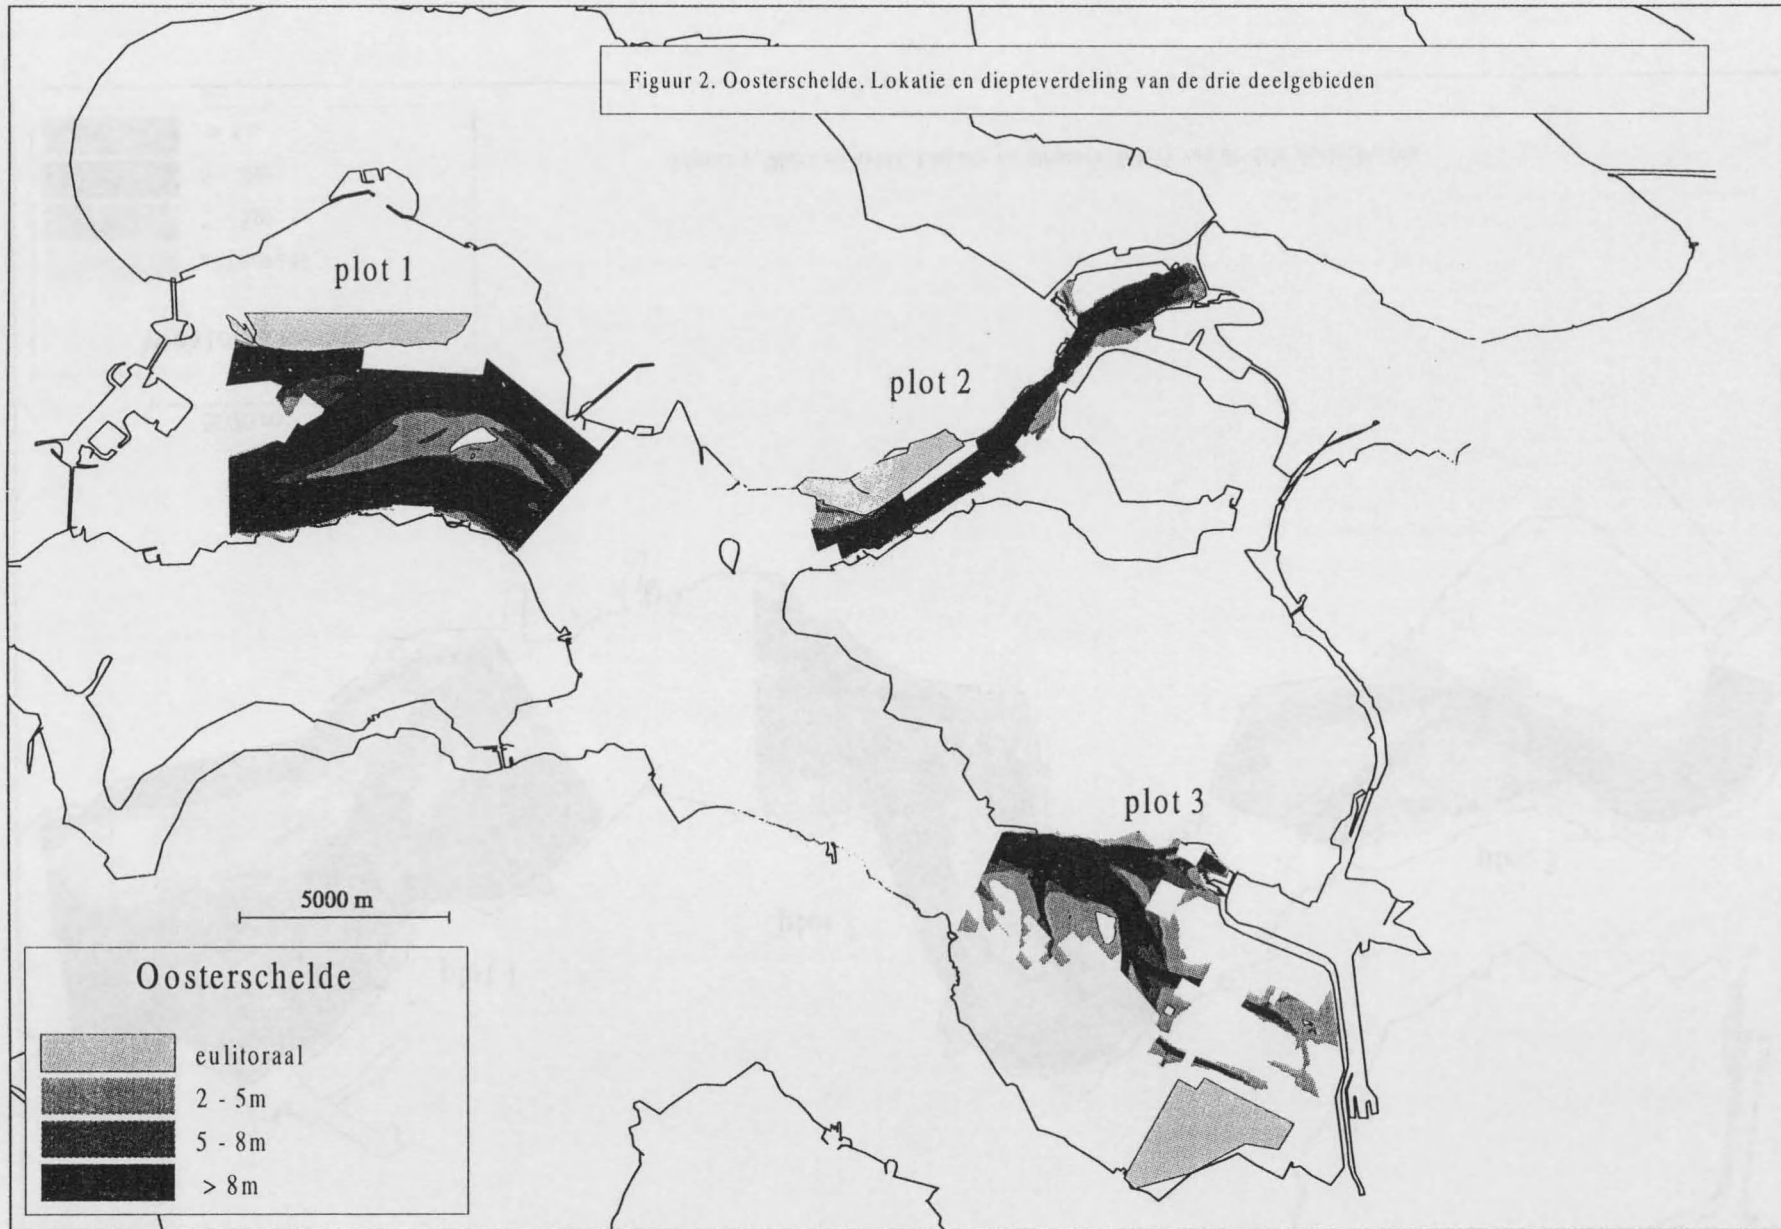 Figuur 2. Oosterschelde. Lokatie en diepteverdeling van de drie deelgebieden
plot 1
plot 2
plot 3
5000 m
Oosterschelde
eulitoraal
2 - 5m
5 - 8m
> 8m